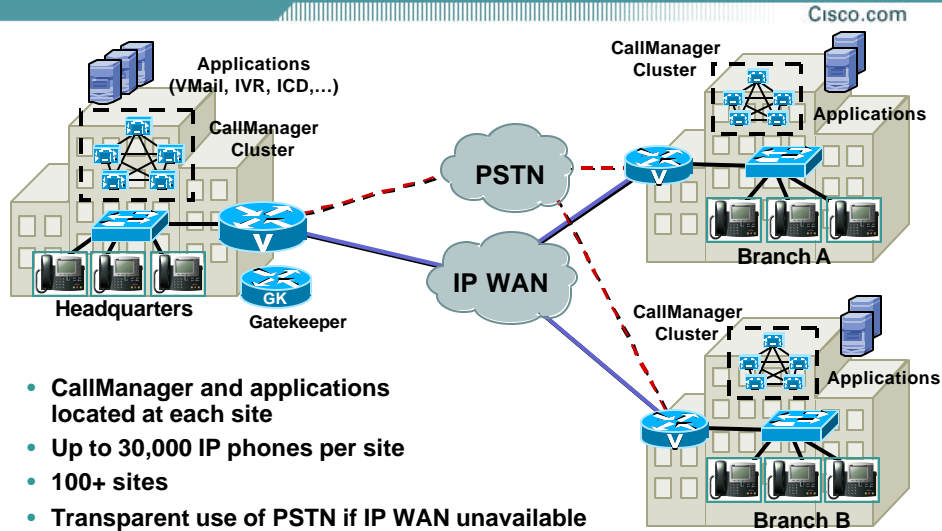 Cisco.com
Applications
(VMail, IVR, ICD,...)
CallManager
Cluster
V
GK
Gatekeeper
Headquarters
PSTN
IP WAN
CallManager
Cluster
Applications
V
Branch A
CallManager
Cluster
Applications
V
Branch B
• CallManager and applications
located at each site
• Up to 30,000 IP phones per site
• 100+ sites
• Transparent use of PSTN if IP WAN unavailable